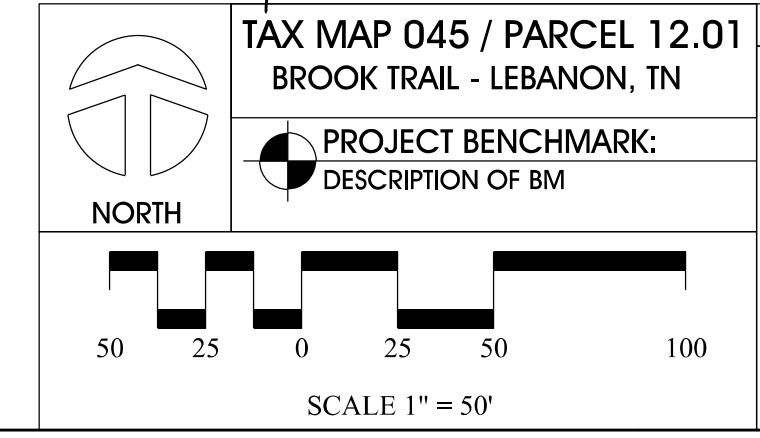 TAX MAP 045 / PARCEL 12.01
BROOK TRAIL - LEBANON, TN
PROJECT BENCHMARK:
DESCRIPTION OF BM
NORTH
50 25 0 25 50 100
SCALE 1" = 50'